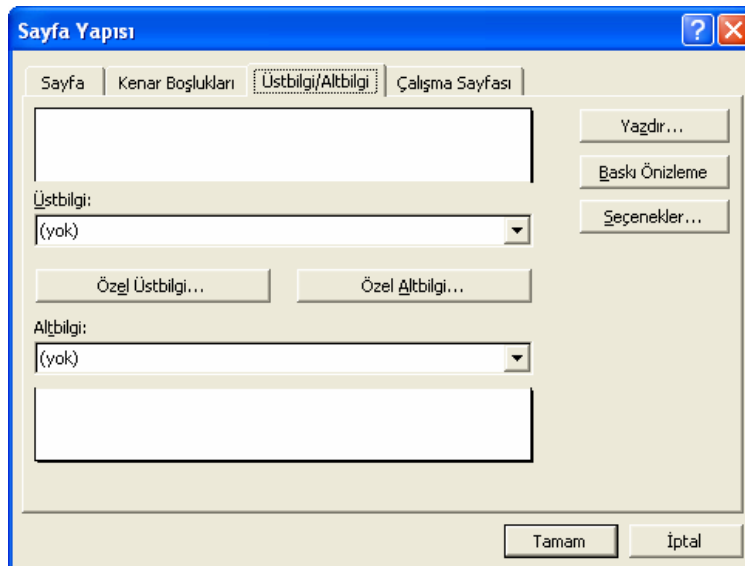 Sayfa Yapısı
Sayfa
Kenar Boşlukları
Üstbilgi/Altbilgi
Çalışma Sayfası
Yazdır...
Baskı Önizleme
Seçenekler...
Üstbilgi:
(yok)
Özel Üstbilgi...
Özel Altbilgi...
Altbilgi:
(yok)
Tamam
İptal